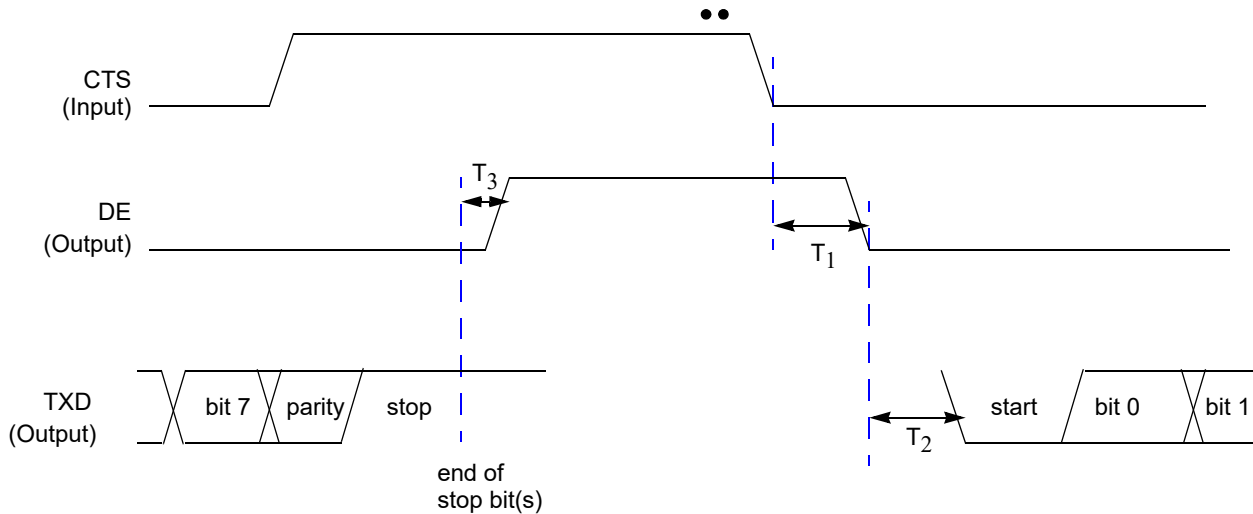 CTS
(Input)
T3
DE
(Output)
T1
TXD
(Output)
bit 7
parity
stop
T2
start
bit 0
bit 1
end of
stop bit(s)